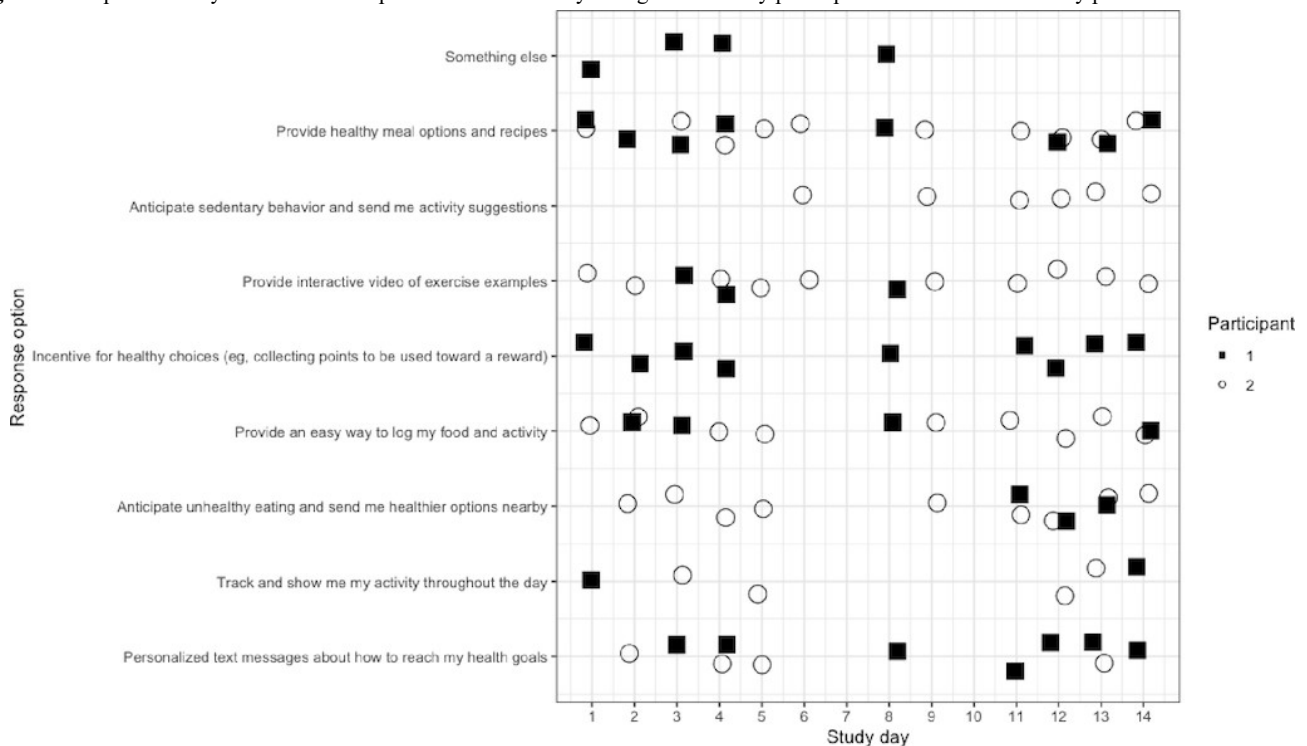 Something else
Provide healthy meal options and recipes
Anticipate sedentary behavior and send me activity suggestions
Provide interactive video of exercise examples
Incentive for healthy choices (eg, collecting points to be used toward a reward)
Provide an easy way to log my food and activity
Anticipate unhealthy eating and send me healthier options nearby
Track and show me my activity throughout the day
Personalized text messages about how to reach my health goals
Response option
1 2 3 4 5 6 7 8 9 10 11 12 13 14
Study day
Participant
1
2